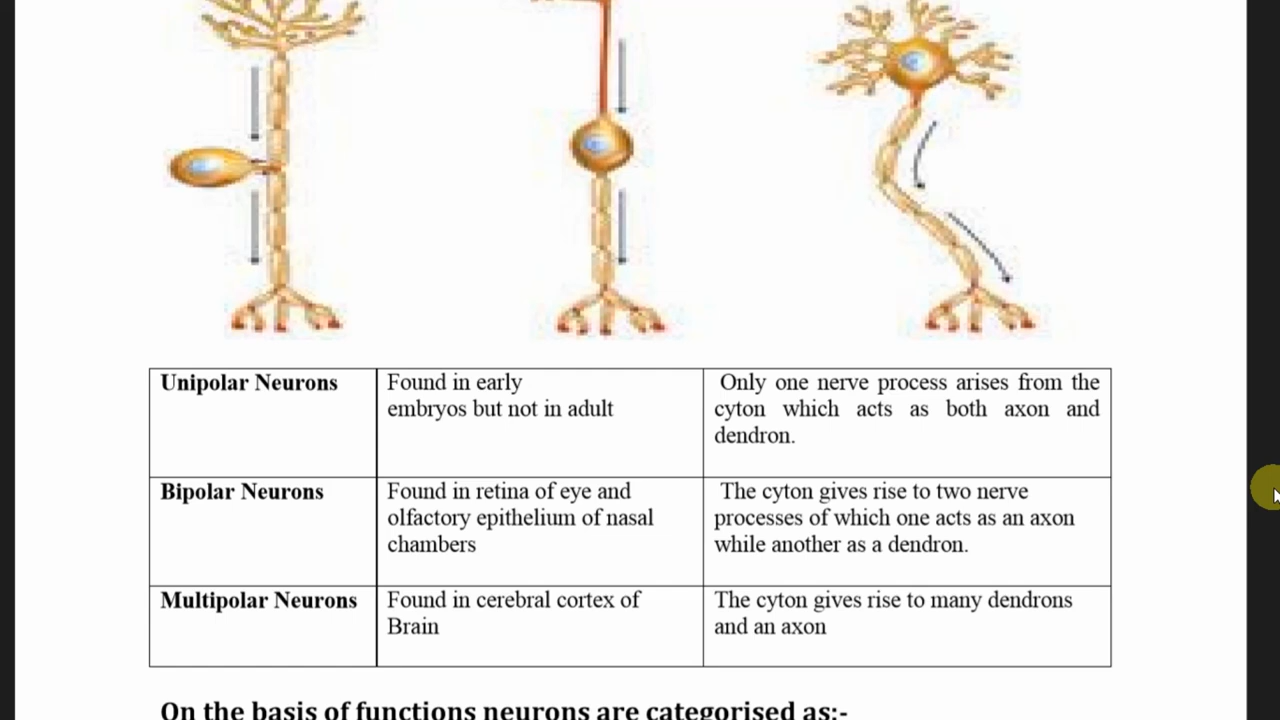 Unipolar Neurons
Found in early
embryos but not in adult
Only one nerve process arises from the
cyton which acts as both axon and
dendron.
Bipolar Neurons
Found in retina of eye and
olfactory epithelium of nasal
chambers
The cyton gives rise to two nerve
processes of which one acts as an axon
while another as a dendron.
Multipolar Neurons
Found in cerebral cortex of
Brain
The cyton gives rise to many dendrons
and an axon
On the basis of functions neurons are categorised as:-